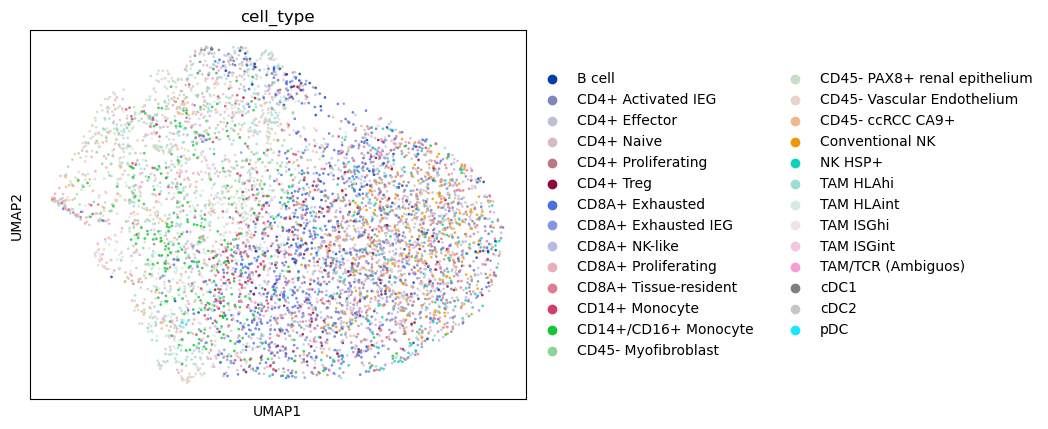 cell_type
UMAP2
UMAP1
B cell
CD4+ Activated IEG
CD4+ Effector
CD4+ Naive
CD4+ Proliferating
CD4+ Treg
CD8A+ Exhausted
CD8A+ Exhausted IEG
CD8A+ NK-like
CD8A+ Proliferating
CD8A+ Tissue-resident
CD14+ Monocyte
CD14+/CD16+ Monocyte
CD45- Myofibroblast
CD45- PAX8+ renal epithelium
CD45- Vascular Endothelium
CD45- ccRCC CA9+
Conventional NK
NK HSP+
TAM HLAhi
TAM HLAint
TAM ISGhi
TAM ISGint
TAM/TCR (Ambiguos)
cDC1
cDC2
pDC